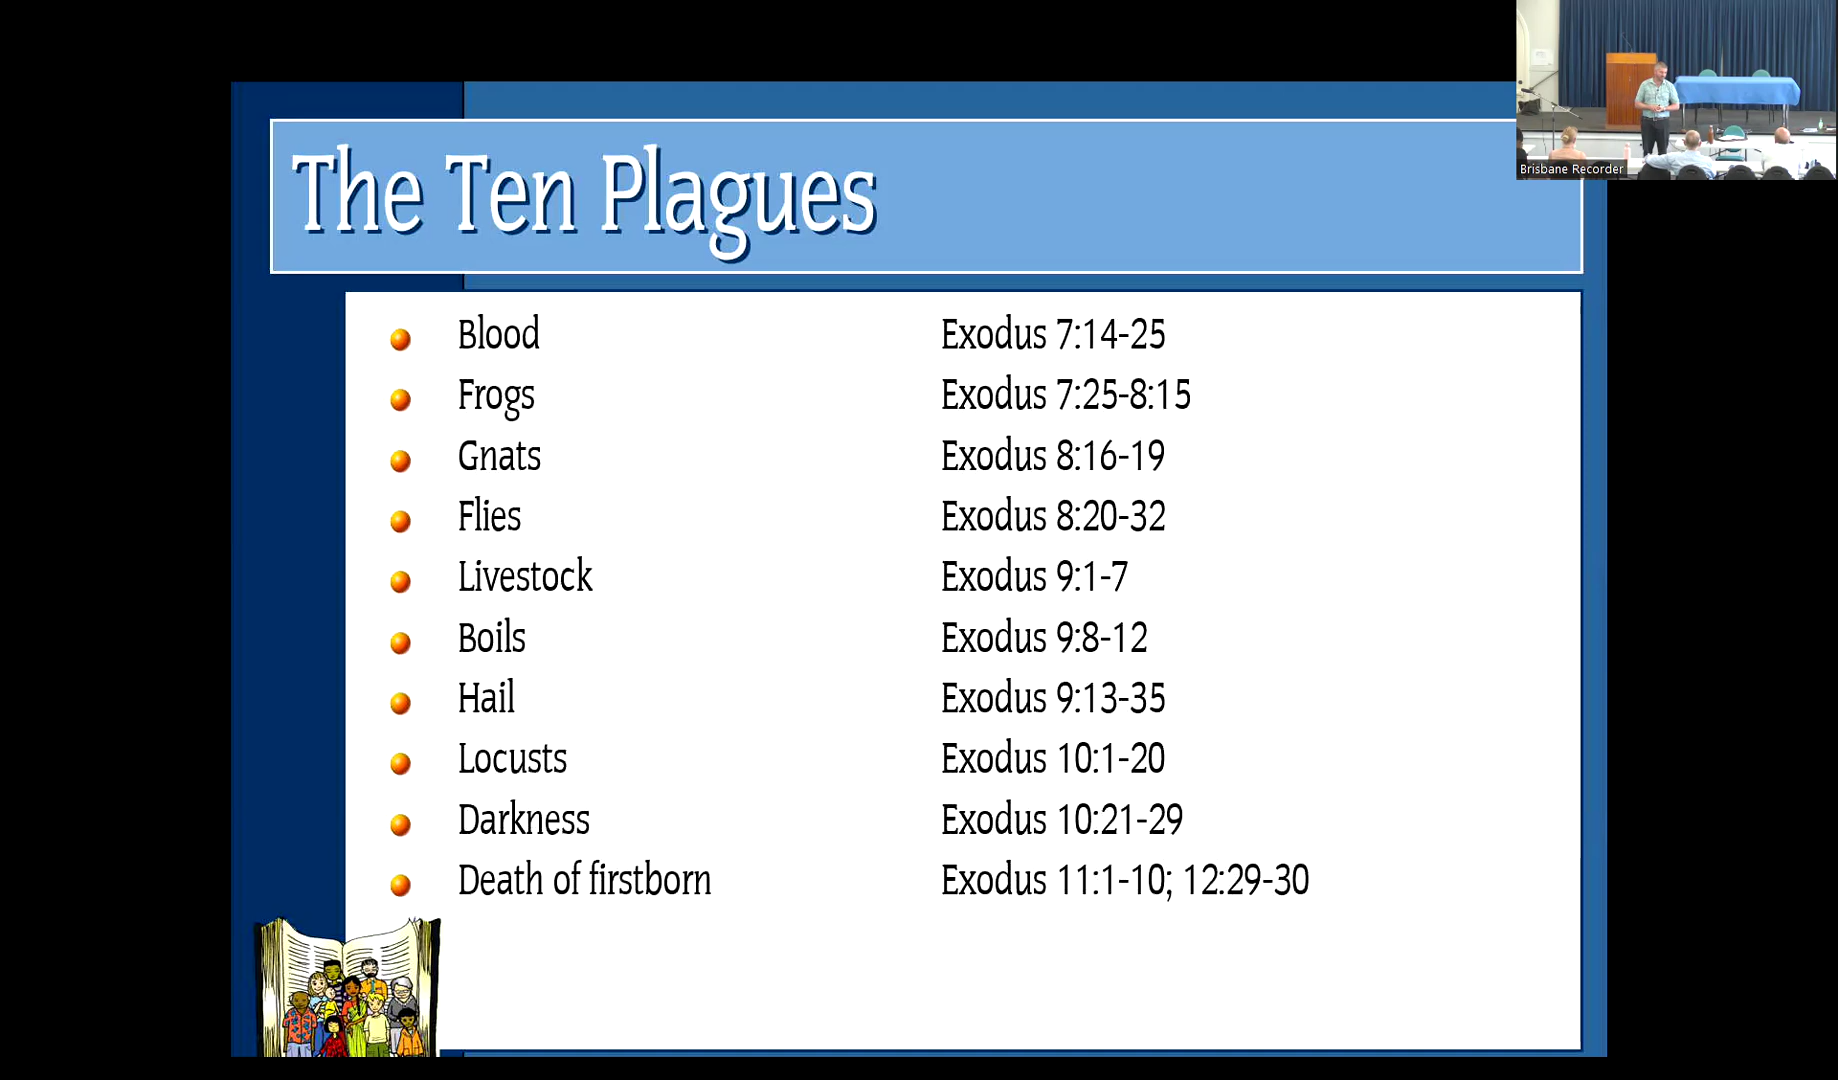 The Ten Plagues
Blood Exodus 7:14-25
Frogs Exodus 7:25-8:15
Gnats Exodus 8:16-19
Flies Exodus 8:20-32
Livestock Exodus 9:1-7
Boils Exodus 9:8-12
Hail Exodus 9:13-35
Locusts Exodus 10:1-20
Darkness Exodus 10:21-29
Death of firstborn Exodus 11:1-10; 12:29-30
Brisbane Recorder